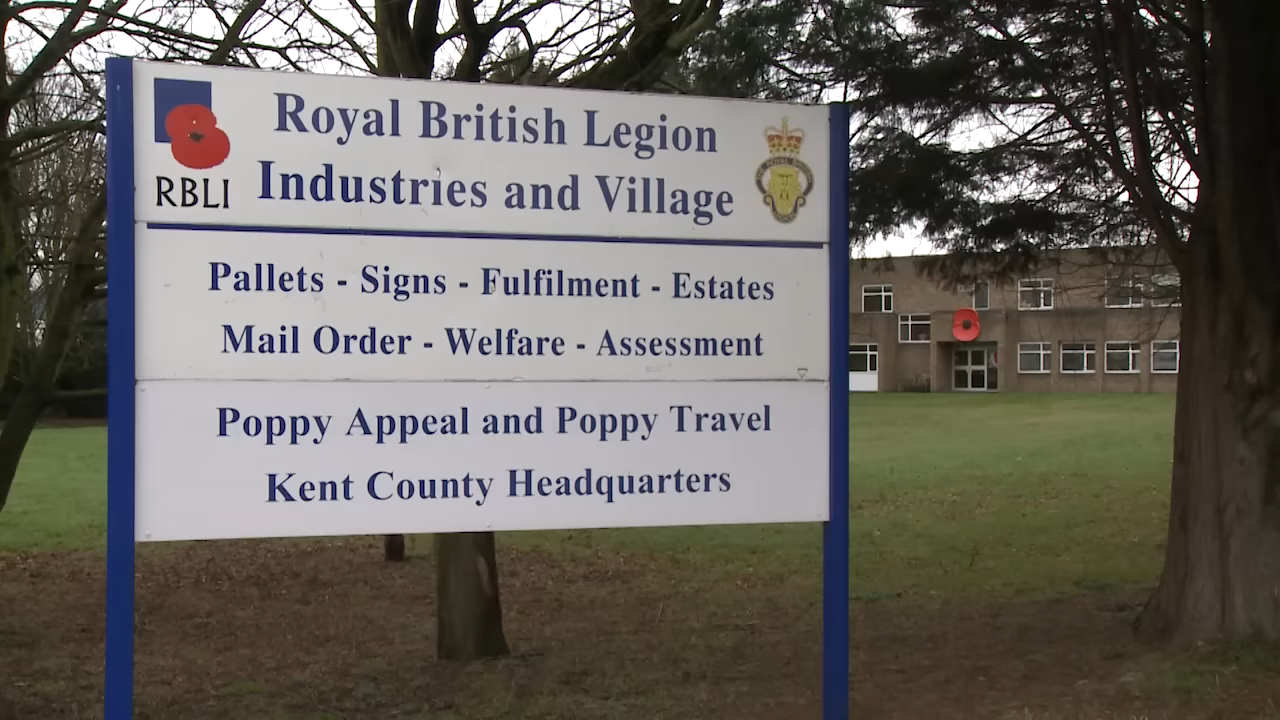 Royal British Legion
Industries and Village
RBLI
Pallets - Signs - Fulfilment - Estates
Mail Order - Welfare - Assessment
Poppy Appeal and Poppy Travel
Kent County Headquarters